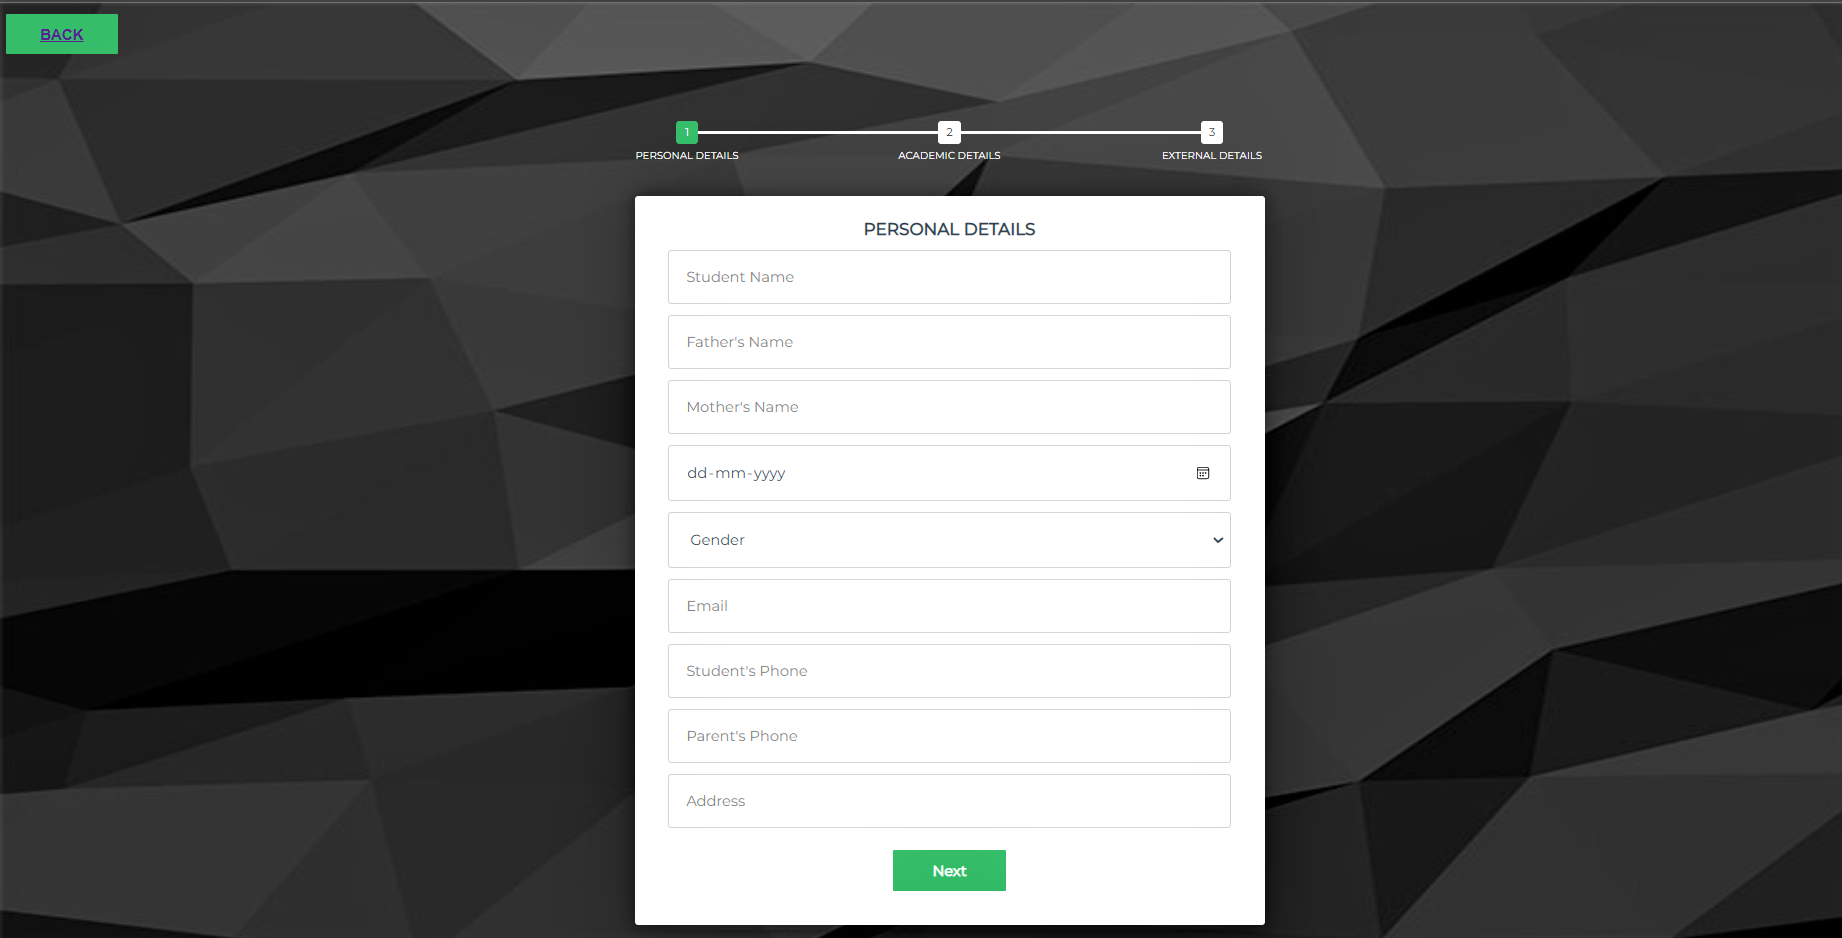 BACK
1
2
3
PERSONAL DETAILS
ACADEMIC DETAILS
EXTERNAL DETAILS
PERSONAL DETAILS
Student Name
Father's Name
Mother's Name
dd-mm-yyyy
Gender
Email
Student's Phone
Parent's Phone
Address
Next